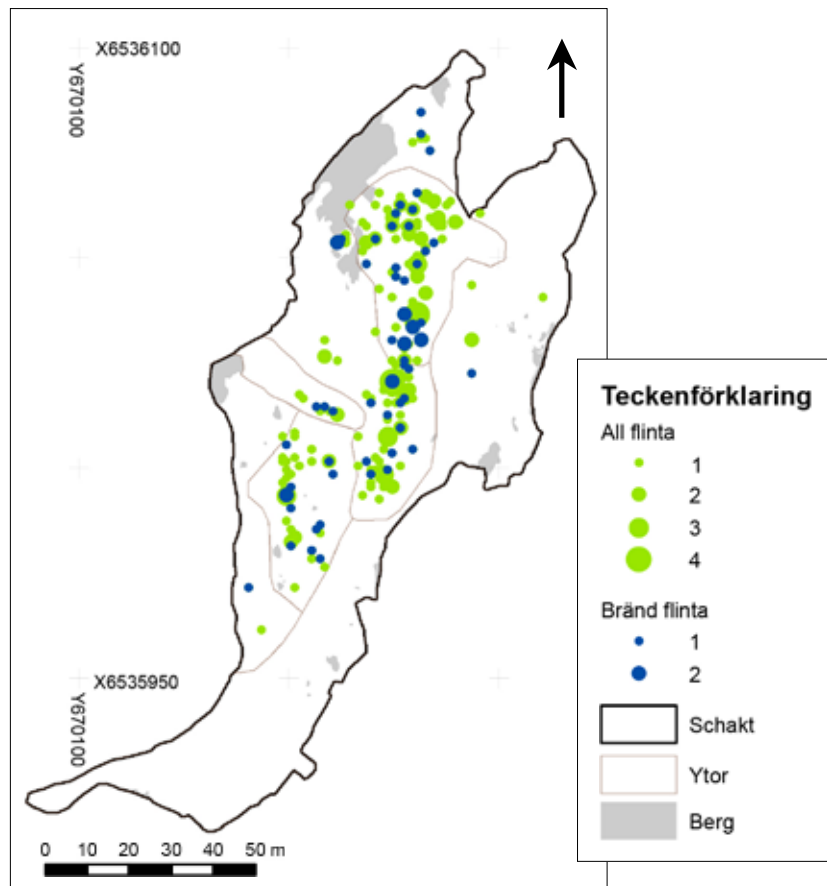 X6536100
Y670100
X6535950
Y670100
0 10 20 30 40 50 m
Teckenförklaring
All flinta
1
2
3
4
Bränd flinta
1
2
Schakt
Ytor
Berg